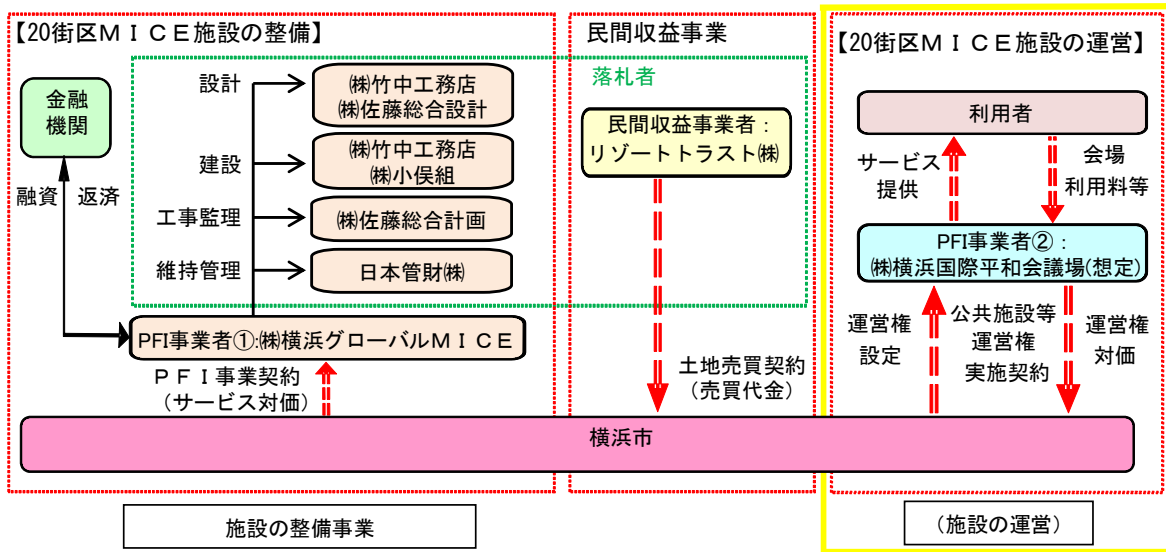 【20街区ＭＩＣＥ施設の整備】
金融
機関
融資
返済
落札者
設計
㈱竹中工務店
㈱佐藤総合設計
建設
㈱竹中工務店
㈱小俣組
工事監理
㈱佐藤総合計画
維持管理
日本管財㈱
PFI事業者①:㈱横浜グローバルＭＩＣＥ
ＰＦＩ事業契約
（サービス対価）
民間収益事業
民間収益事業者：
リゾートトラスト㈱
土地売買契約
（売買代金）
【20街区ＭＩＣＥ施設の運営】
利用者
サービス
提供
会場
利用料等
PFI事業者②：
㈱横浜国際平和会議場(想定)
運営権
設定
公共施設等
運営権
実施契約
運営権
対価
横浜市
施設の整備事業
（施設の運営）